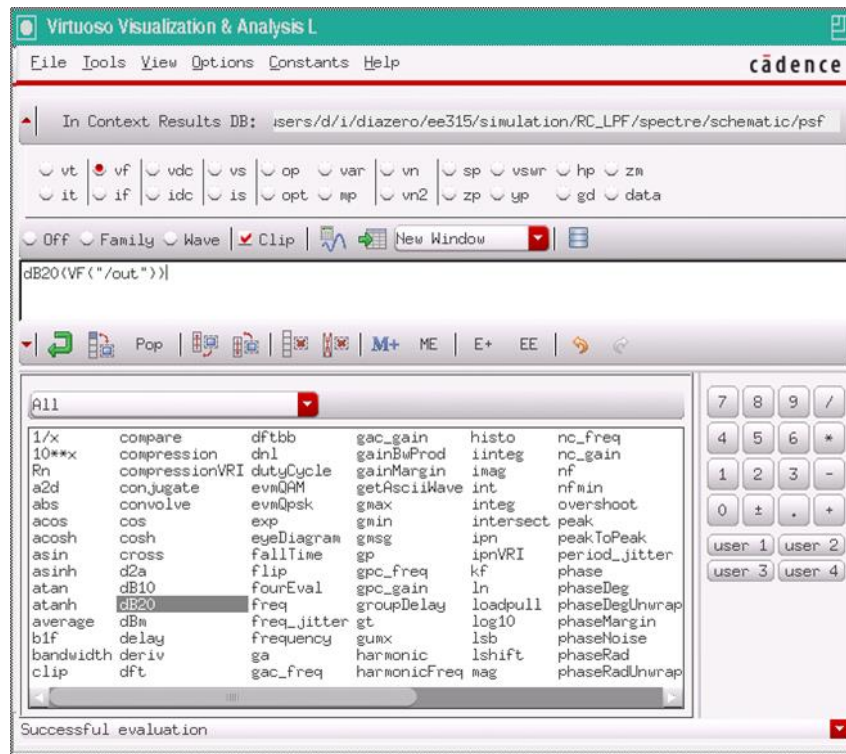 Virtuoso Visualization & Analysis L
File Tools View Options Constants Help
cādence
In Context Results DB: users/d/i/diazero/ee315/simulation/RC_LPF/spectre/schematic/psf
vt vf vdc vs op var vn sp vswr hp zm
it if idc is opt mp vn2 zp yp gd data
Off Family Wave Clip New Window
dB20(VF("/out"))
Pop M+ ME E+ EE
All
1/x compare dftbb gac_gain histo nc_freq
10**x compression dnl gainBwProd iinteg nc_gain
Rn compressionVRI dutyCycle gainMargin imag nf
a2d conjugate evmQAM getAsciiWave int nfmin
abs convolve evmQpsk gmax integ overshoot
acos cos exp gmin intersect peak
acosh cosh eyeDiagram gmsg ipn peakToPeak
asin cross fallTime gp ipnVRI period_jitter
asinh d2a flip gpc_freq kf phase
atan dB10 fourEval gpc_gain ln phaseDeg
atanh dB20 freq groupDelay loadpull phaseDegUnwrap
average dBm freq_jitter gt log10 phaseMargin
b1f delay frequency gumx lsb phaseNoise
bandwidth deriv ga harmonic lshift phaseRad
clip dft gac_freq harmonicFreq mag phaseRadUnwrap
7 8 9 /
4 5 6 *
1 2 3 -
0 ± . +
user 1 user 2
user 3 user 4
Successful evaluation